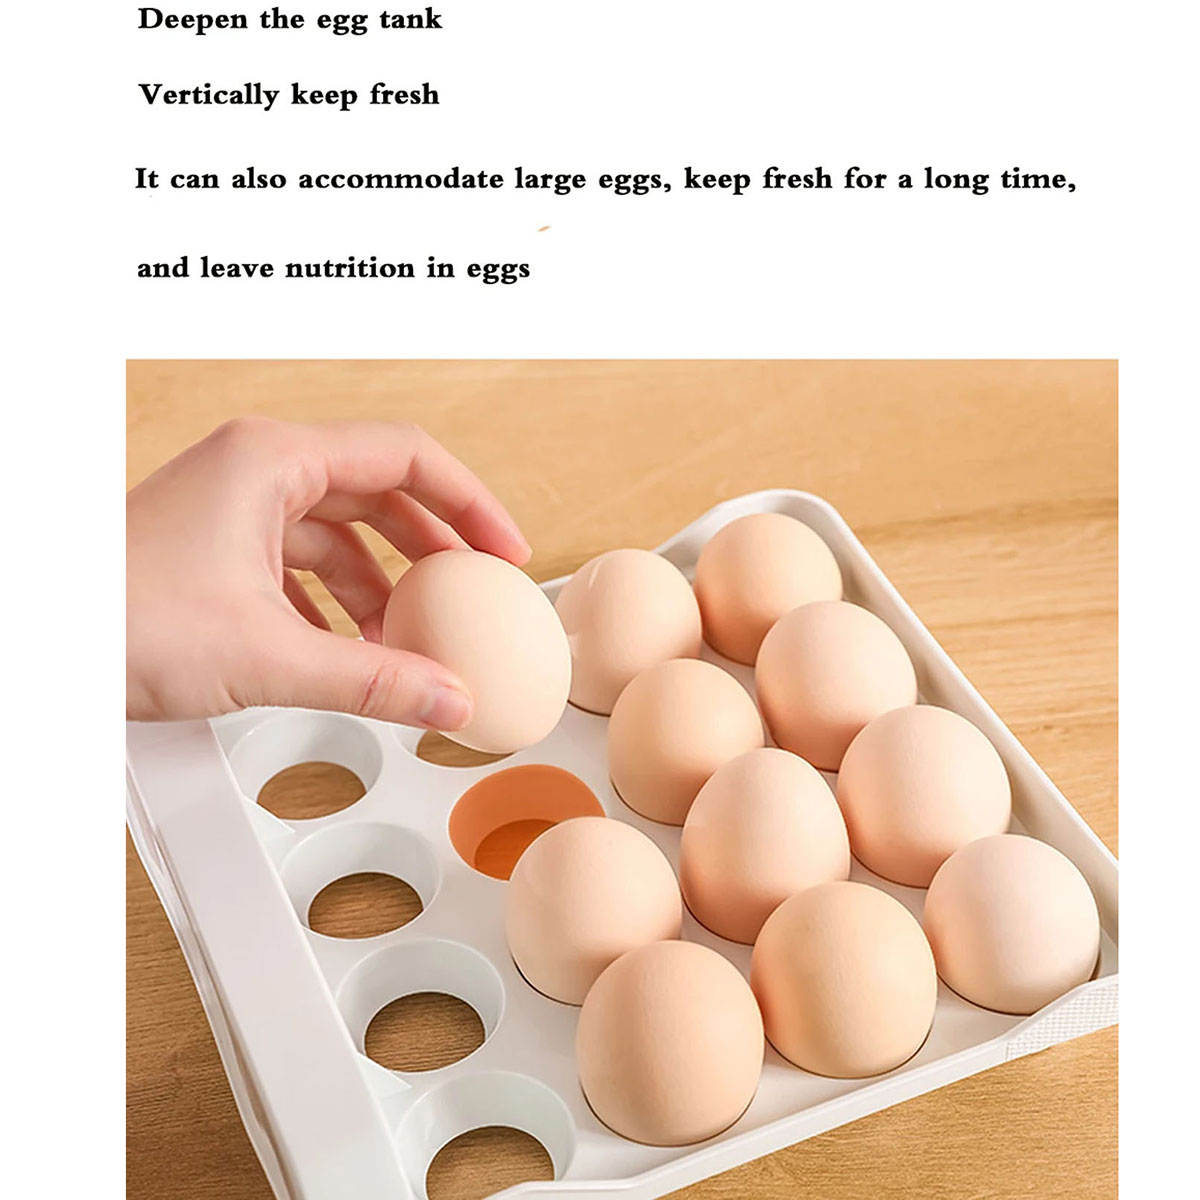 Deepen the egg tank
Vertically keep fresh
It can also accommodate large eggs, keep fresh for a long time,
and leave nutrition in eggs